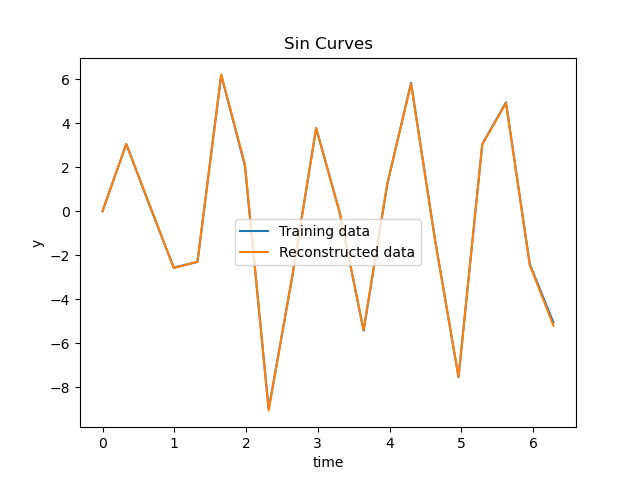 Sin Curves
y
6
4
2
0
−2
−4
−6
−8
Training data
Reconstructed data
0 1 2 3 4 5 6
time